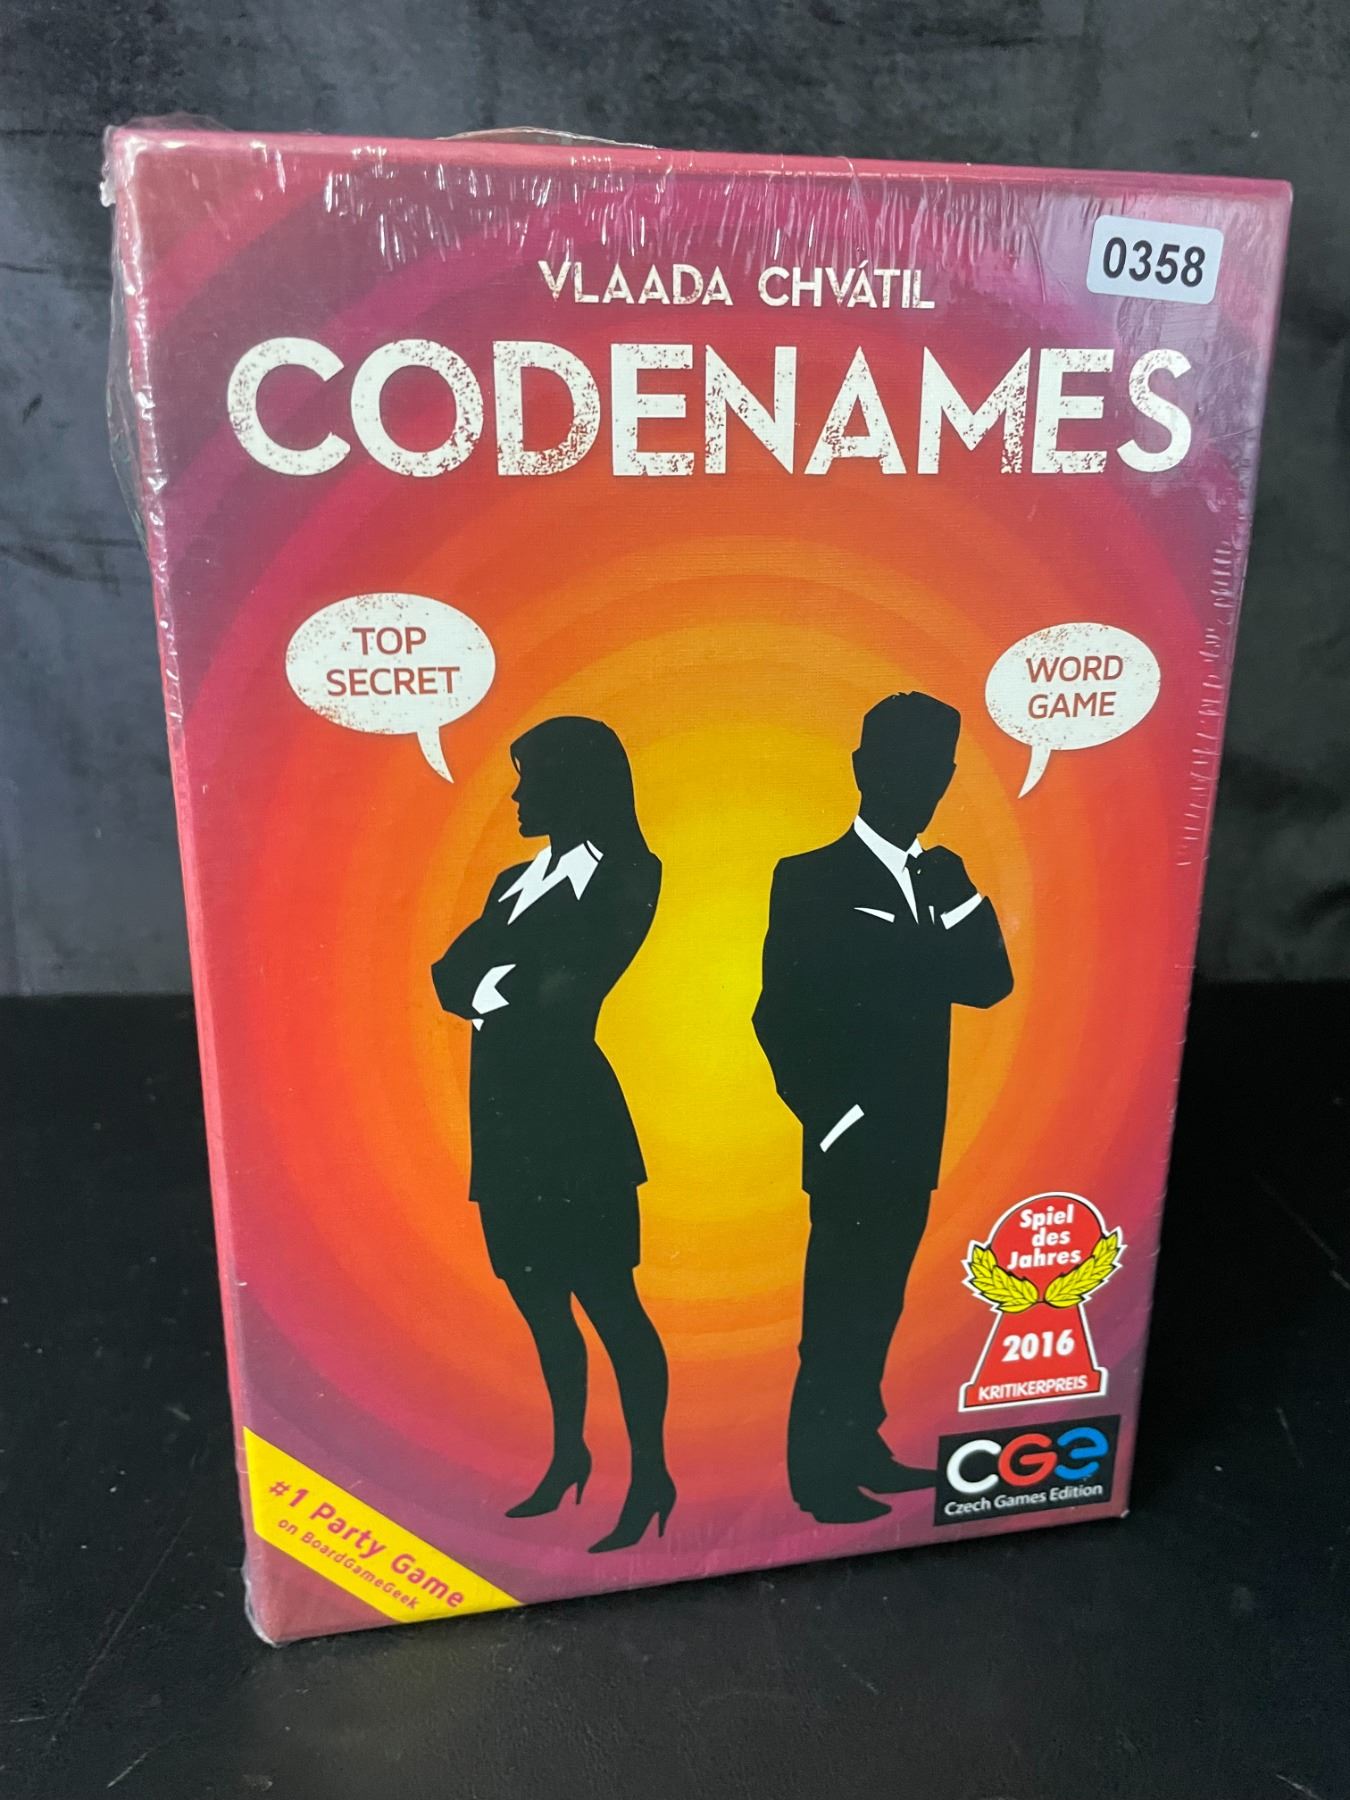 0358
VLAADA CHVÁTIL
CODENAMES
TOP
SECRET
WORD
GAME
Spiel
des
Jahres
2016
KRITIKERPREIS
CGE
Czech Games Edition
#1 Party Game
on BoardGameGeek